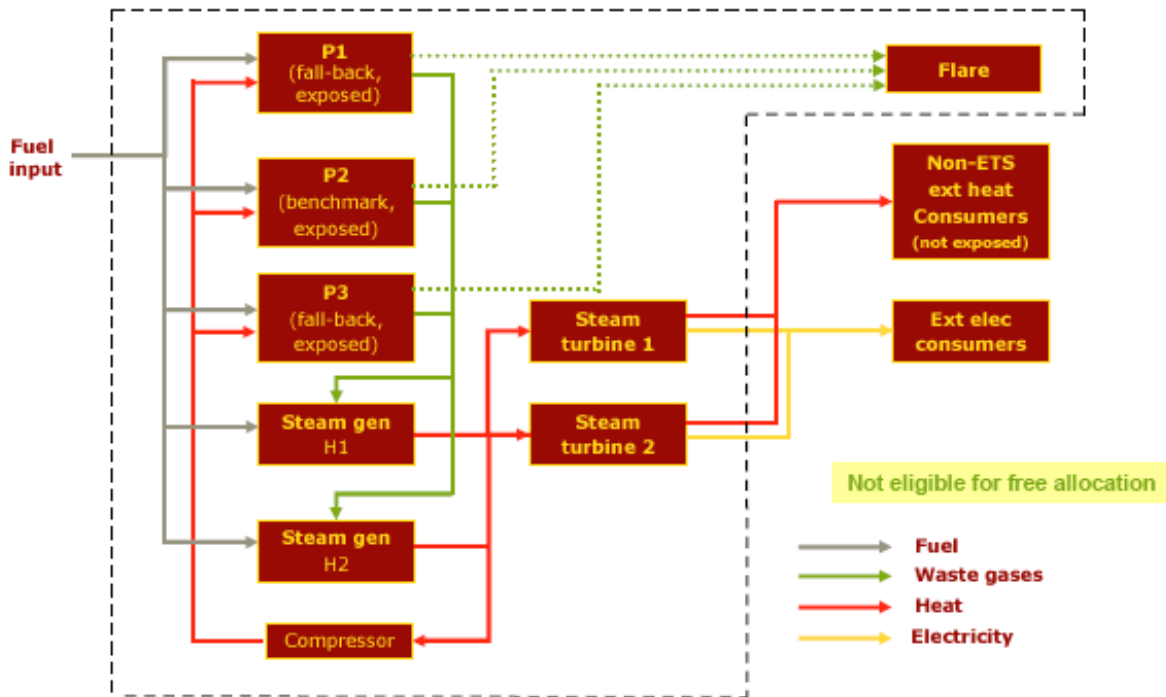 Fuel
input
P1
(fall-back,
exposed)
P2
(benchmark,
exposed)
P3
(fall-back,
exposed)
Steam gen
H1
Steam gen
H2
Compressor
Steam
turbine 1
Steam
turbine 2
Flare
Non-ETS
ext heat
Consumers
(not exposed)
Ext elec
consumers
Not eligible for free allocation
Fuel
Waste gases
Heat
Electricity